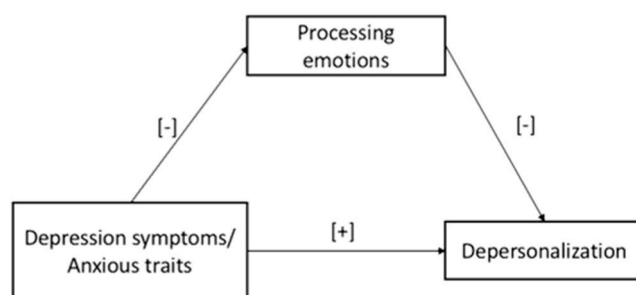 Processing
emotions
[-]
[-]
Depression symptoms/
Anxious traits
[+]
Depersonalization